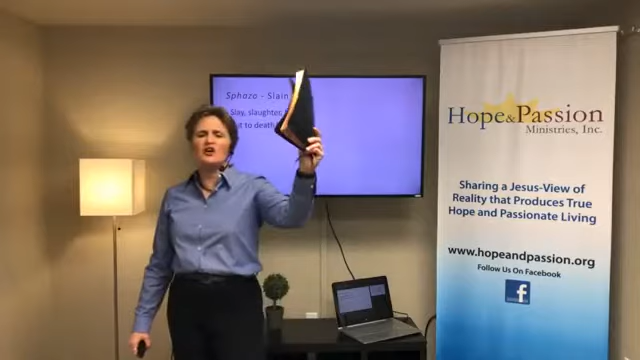 Sphazo - Slain
Slay, slaughter,
to death
Hope & Passion
Ministries, Inc.
Sharing a Jesus-View of
Reality that Produces True
Hope and Passionate Living
www.hopeandpassion.org
Follow Us On Facebook
f